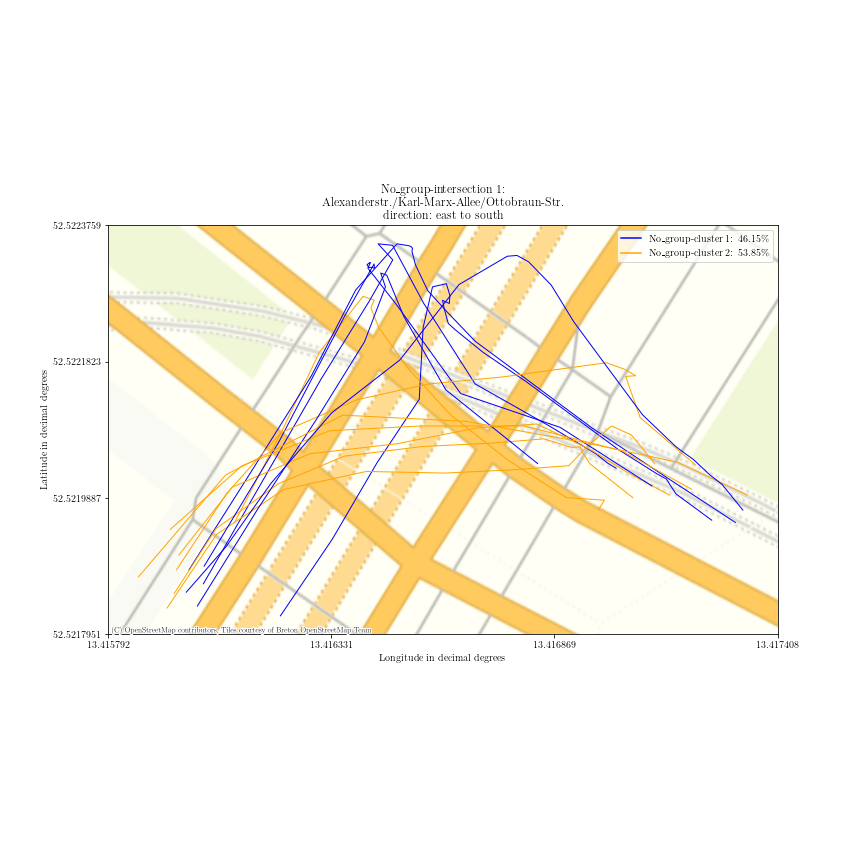 No_group-intersection 1:
Alexanderstr./Karl-Marx-Allee/Ottobraun-Str.
direction: east to south
52.5223759
52.5221823
52.5219887
52.5217951
Latitude in decimal degrees
No_group-cluster 1: 46.15%
No_group-cluster 2: 53.85%
(C) OpenStreetMap contributors, Tiles courtesy of Breton OpenStreetMap Team
13.415792
13.416331
13.416869
13.417408
Longitude in decimal degrees